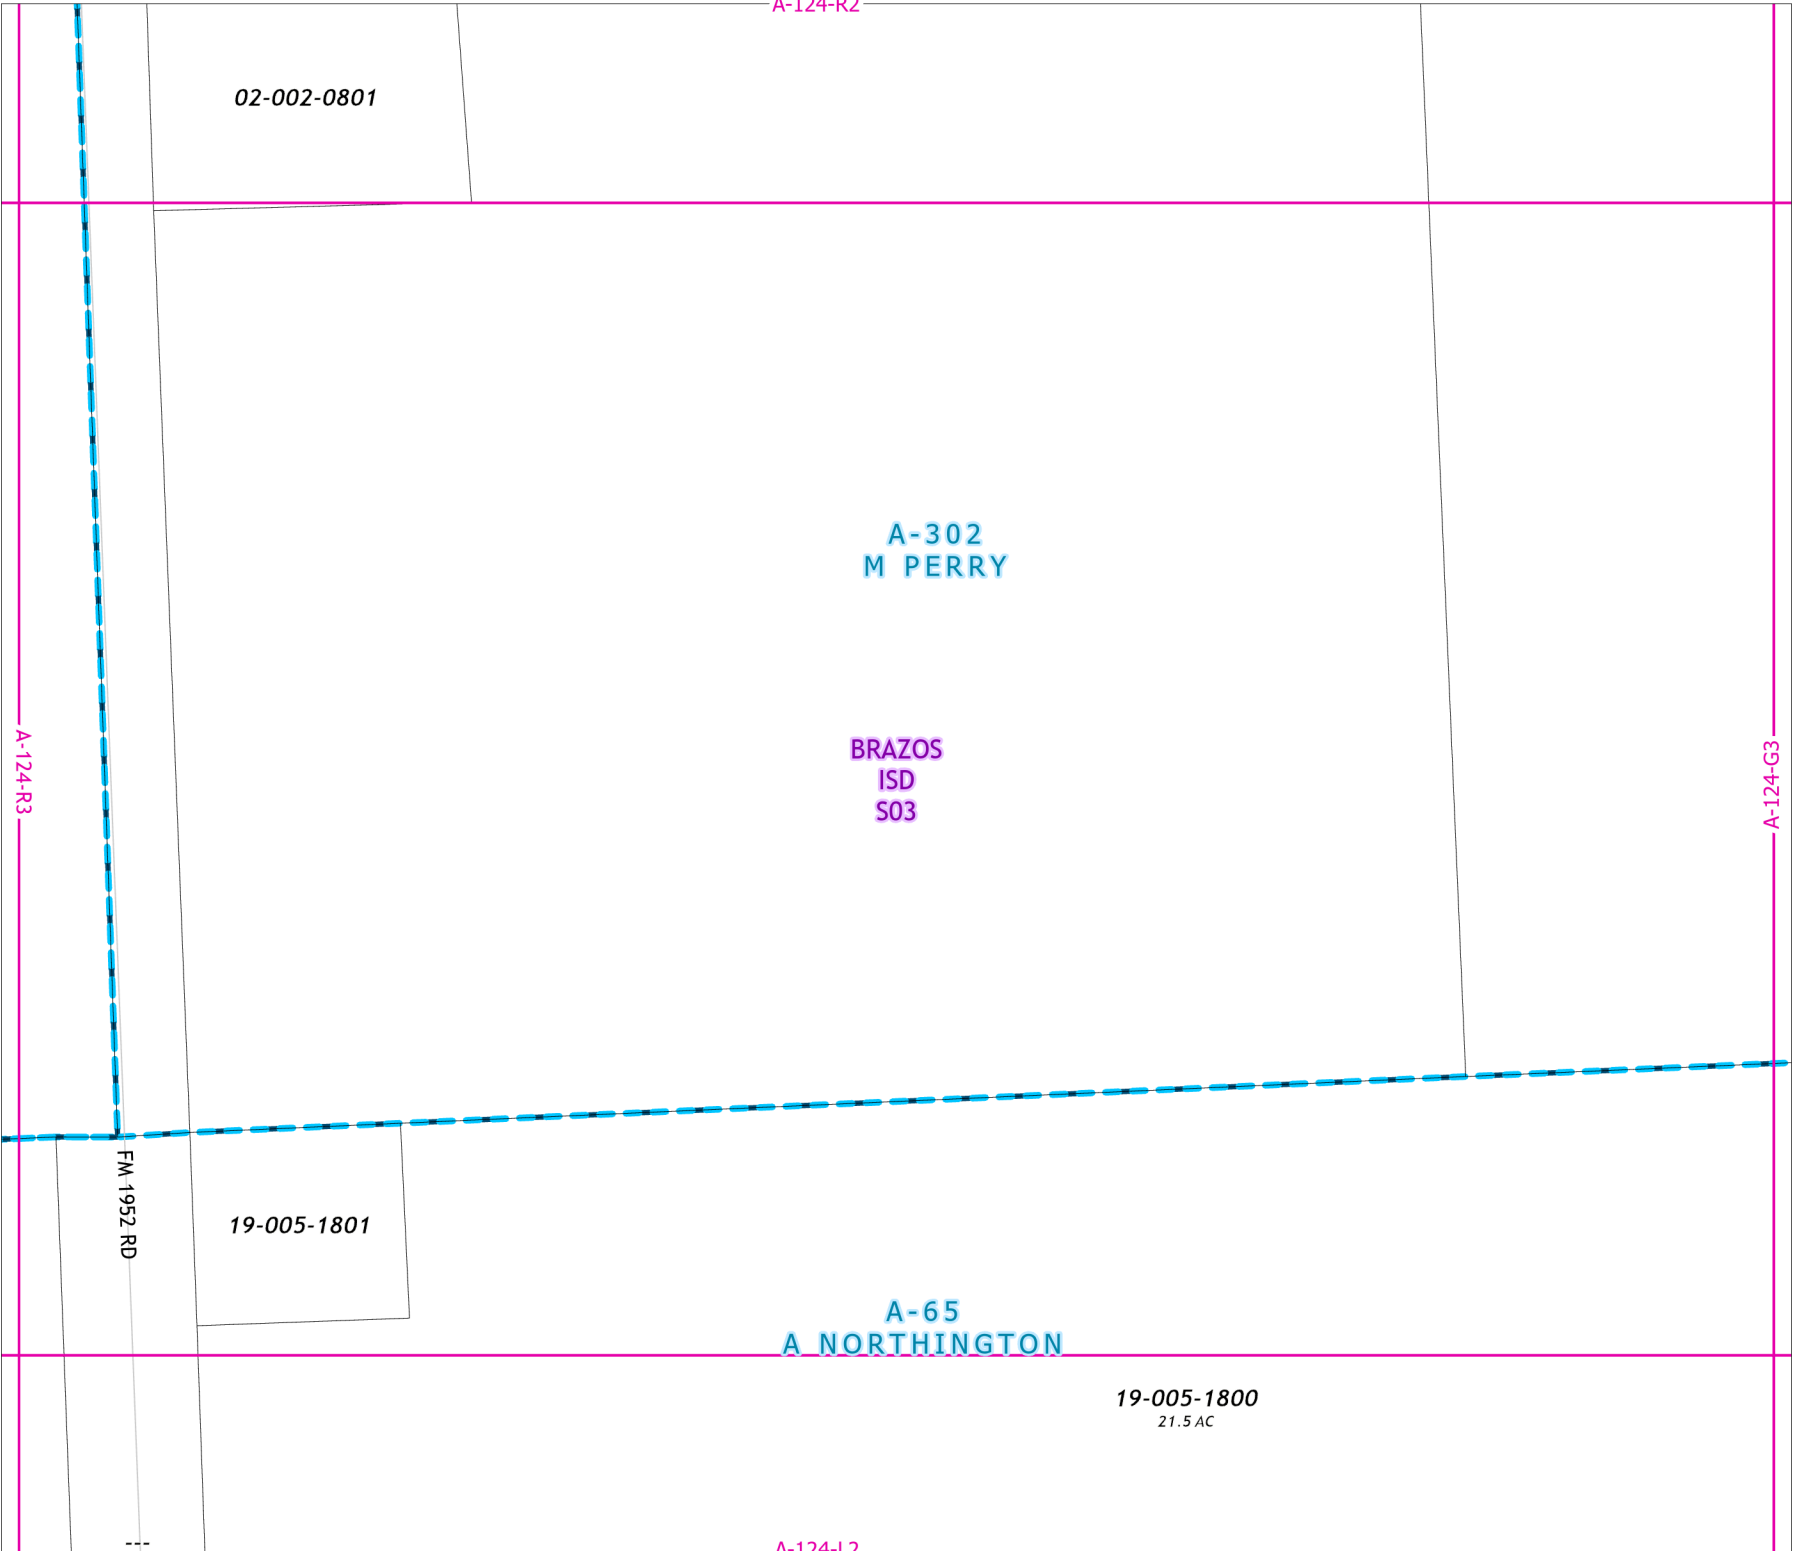 A-124-R2
02-002-0801
A-302
M PERRY
BRAZOS
ISD
S03
A-124-R3
A-124-G3
FM 1952 RD
19-005-1801
A-65
A NORTHINGTON
19-005-1800
21.5 AC
---
A-124-L2